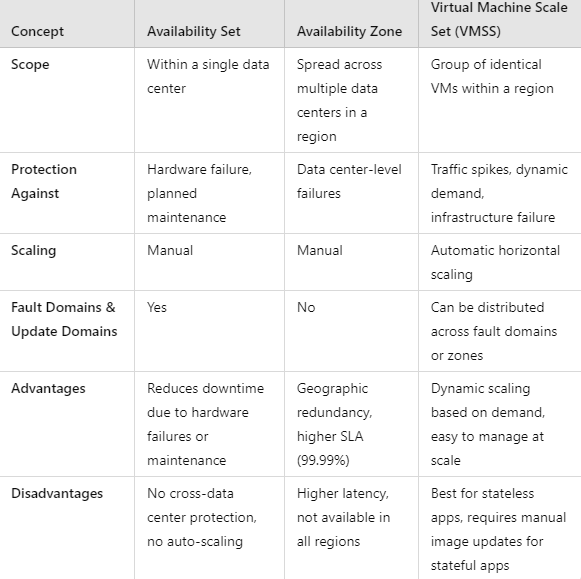 Concept
Availability Set
Availability Zone
Virtual Machine Scale
Set (VMSS)
Scope
Within a single data
center
Spread across
multiple data
centers in a
region
Group of identical
VMs within a region
Protection
Against
Hardware failure,
planned
maintenance
Data center-level
failures
Traffic spikes, dynamic
demand,
infrastructure failure
Scaling
Manual
Manual
Automatic horizontal
scaling
Fault Domains &
Update Domains
Yes
No
Can be distributed
across fault domains
or zones
Advantages
Reduces downtime
due to hardware
failures or
maintenance
Geographic
redundancy,
higher SLA
(99.99%)
Dynamic scaling
based on demand,
easy to manage at
scale
Disadvantages
No cross-data
center protection,
no auto-scaling
Higher latency,
not available in
all regions
Best for stateless
apps, requires manual
image updates for
stateful apps